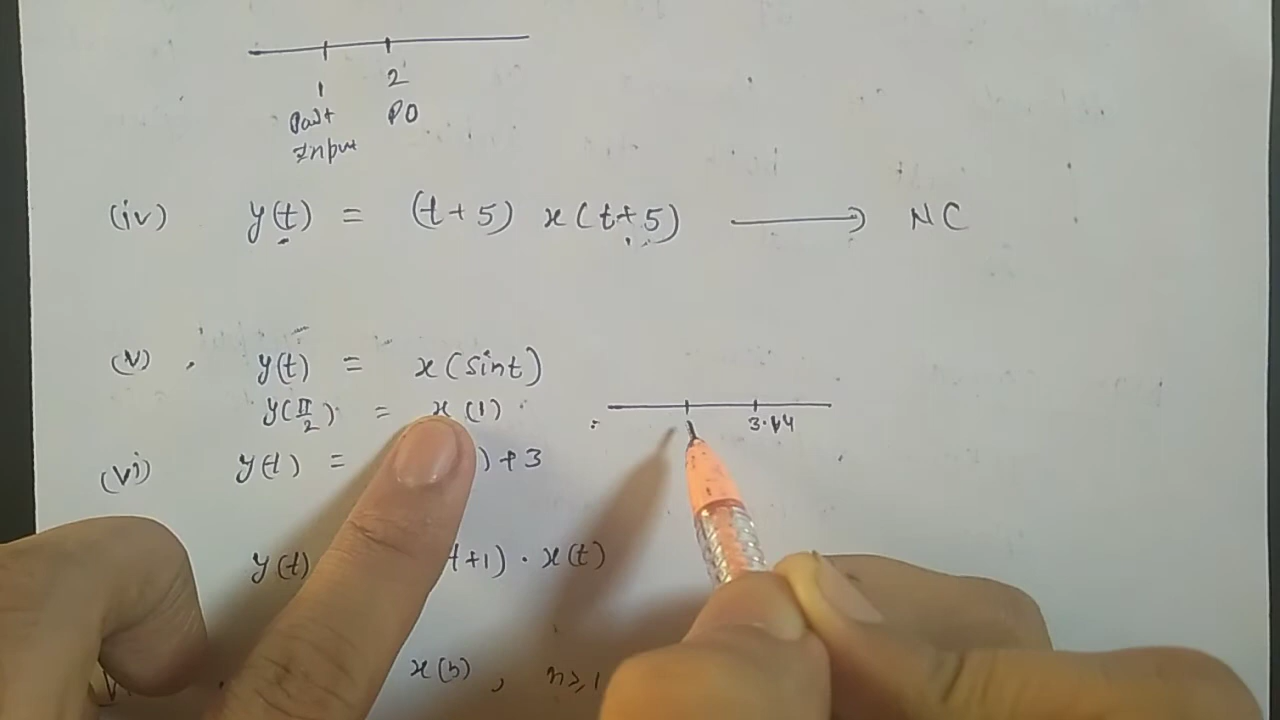 1 2
Past PO
Input
(iv) y(t) = (t+5) x(t+5) → NC
(v) y(t) = x(sint)
y(π/2) = x(1) 3.14
(vi) y(t) = )+3
y(t) t+1) · x(t)
x(n) , n≥1